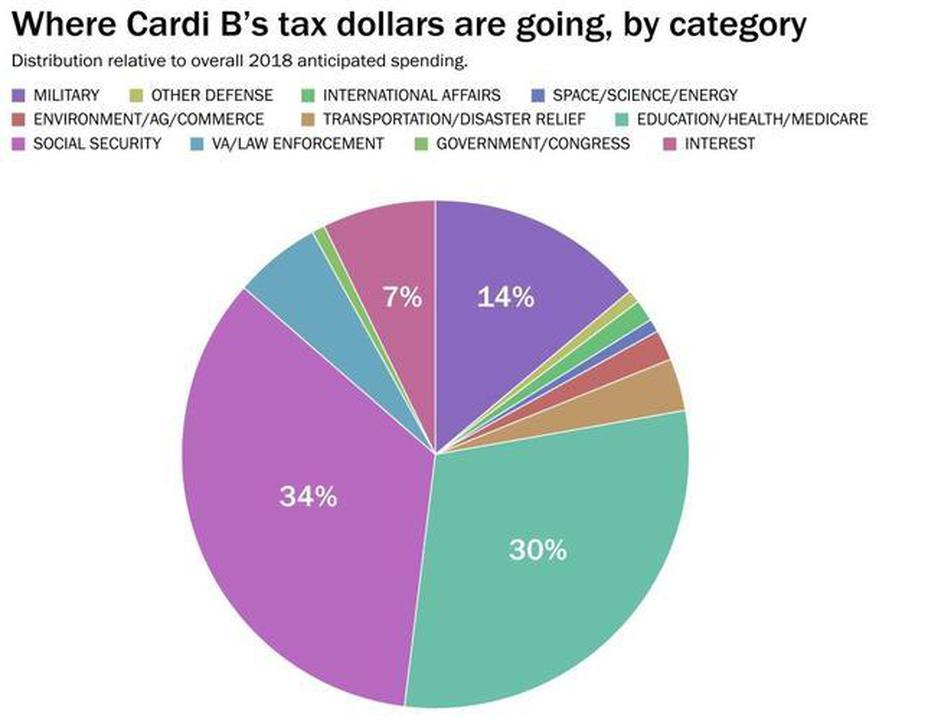 Where Cardi B’s tax dollars are going, by category
Distribution relative to overall 2018 anticipated spending.
MILITARY OTHER DEFENSE INTERNATIONAL AFFAIRS SPACE/SCIENCE/ENERGY
ENVIRONMENT/AG/COMMERCE TRANSPORTATION/DISASTER RELIEF EDUCATION/HEALTH/MEDICARE
SOCIAL SECURITY VA/LAW ENFORCEMENT GOVERNMENT/CONGRESS INTEREST
7% 14%
34%
30%